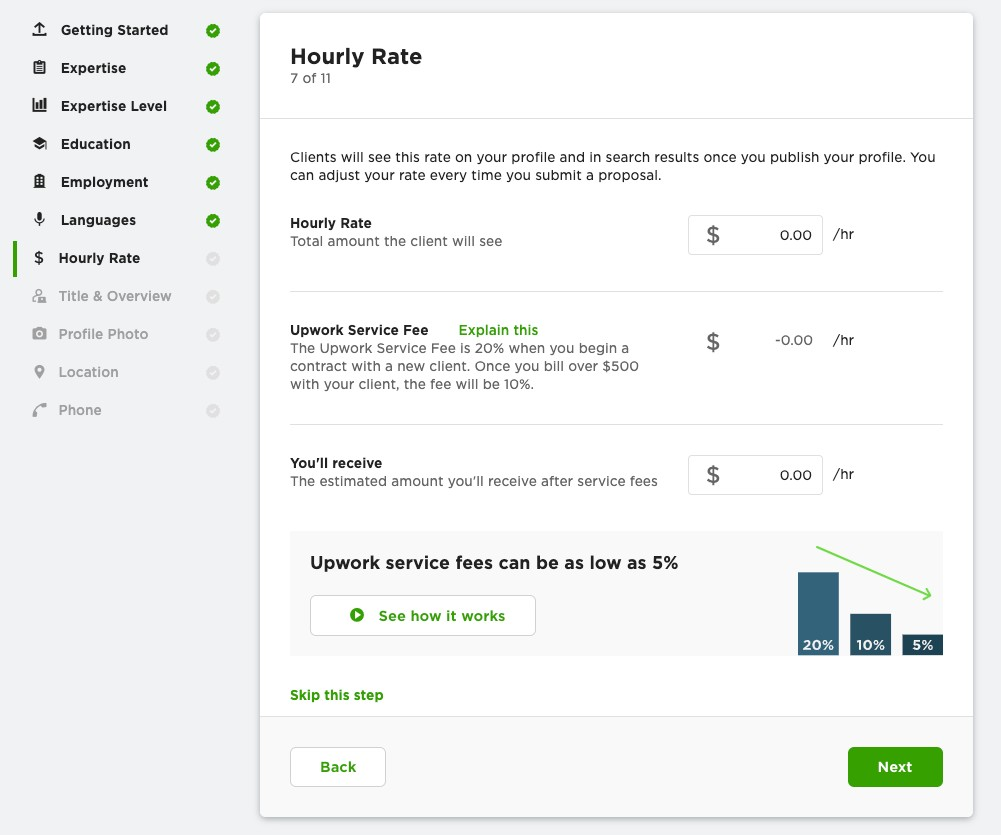 Getting Started
Expertise
Expertise Level
Education
Employment
Languages
$ Hourly Rate
Title & Overview
Profile Photo
Location
Phone
Hourly Rate
7 of 11
Clients will see this rate on your profile and in search results once you publish your profile. You
can adjust your rate every time you submit a proposal.
Hourly Rate
Total amount the client will see
$ 0.00 /hr
Upwork Service Fee Explain this
The Upwork Service Fee is 20% when you begin a
contract with a new client. Once you bill over $500
with your client, the fee will be 10%.
$ -0.00 /hr
You'll receive
The estimated amount you'll receive after service fees
$ 0.00 /hr
Upwork service fees can be as low as 5%
See how it works
20% 10% 5%
Skip this step
Back
Next